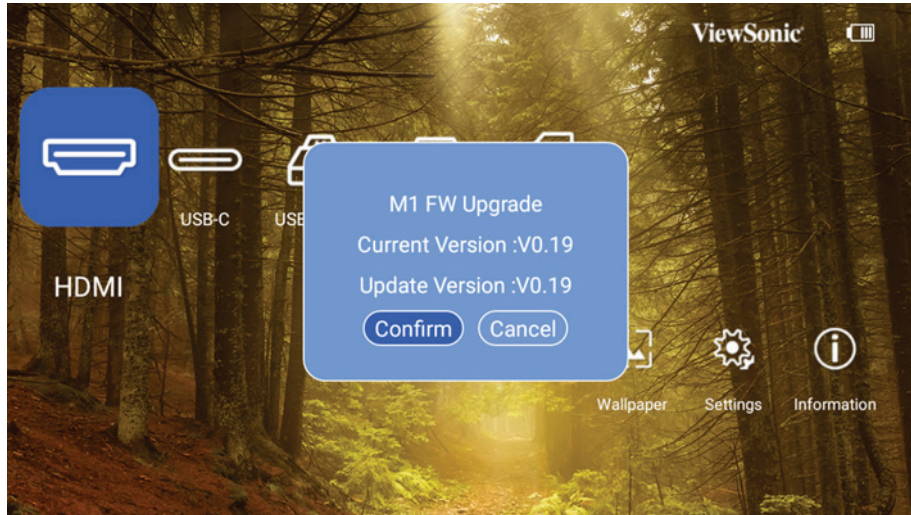 ViewSonic
USB-C
USB
HDMI
M1 FW Upgrade
Current Version :V0.19
Update Version :V0.19
Confirm
Cancel
Wallpaper
Settings
Information